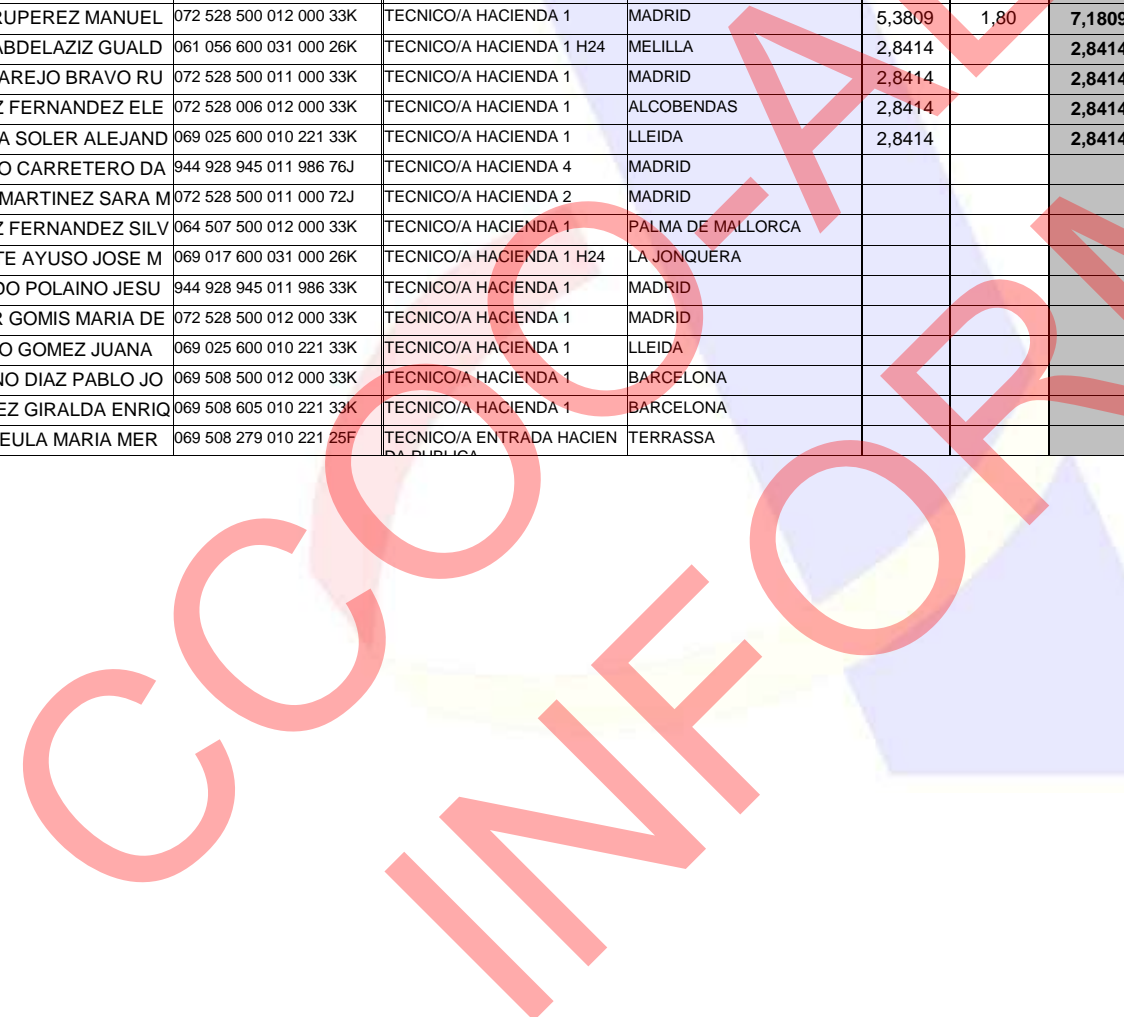 RUPEREZ MANUEL 072 528 500 012 000 33K TECNICO/A HACIENDA 1 MADRID 5,3809 1,80 7,1809
ABDELAZIZ GUALD 061 056 600 031 000 26K TECNICO/A HACIENDA 1 H24 MELILLA 2,8414 2,8414
AREJO BRAVO RU 072 528 500 011 000 33K TECNICO/A HACIENDA 1 MADRID 2,8414 2,8414
Z FERNANDEZ ELE 072 528 006 012 000 33K TECNICO/A HACIENDA 1 ALCOBENDAS 2,8414 2,8414
A SOLER ALEJAND 069 025 600 010 221 33K TECNICO/A HACIENDA 1 LLEIDA 2,8414 2,8414
O CARRETERO DA 944 928 945 011 986 76J TECNICO/A HACIENDA 4 MADRID
MARTINEZ SARA M 072 528 500 011 000 72J TECNICO/A HACIENDA 2 MADRID
Z FERNANDEZ SILV 064 507 500 012 000 33K TECNICO/A HACIENDA 1 PALMA DE MALLORCA
TE AYUSO JOSE M 069 017 600 031 000 26K TECNICO/A HACIENDA 1 H24 LA JONQUERA
DO POLAINO JESU 944 928 945 011 986 33K TECNICO/A HACIENDA 1 MADRID
R GOMIS MARIA DE 072 528 500 012 000 33K TECNICO/A HACIENDA 1 MADRID
O GOMEZ JUANA 069 025 600 010 221 33K TECNICO/A HACIENDA 1 LLEIDA
NO DIAZ PABLO JO 069 508 500 012 000 33K TECNICO/A HACIENDA 1 BARCELONA
EZ GIRALDA ENRIQ 069 508 605 010 221 33K TECNICO/A HACIENDA 1 BARCELONA
EULA MARIA MER 069 508 279 010 221 25F TECNICO/A ENTRADA HACIEN TERRASSA
DA PUBLICA
CCOO-AE
INFORM